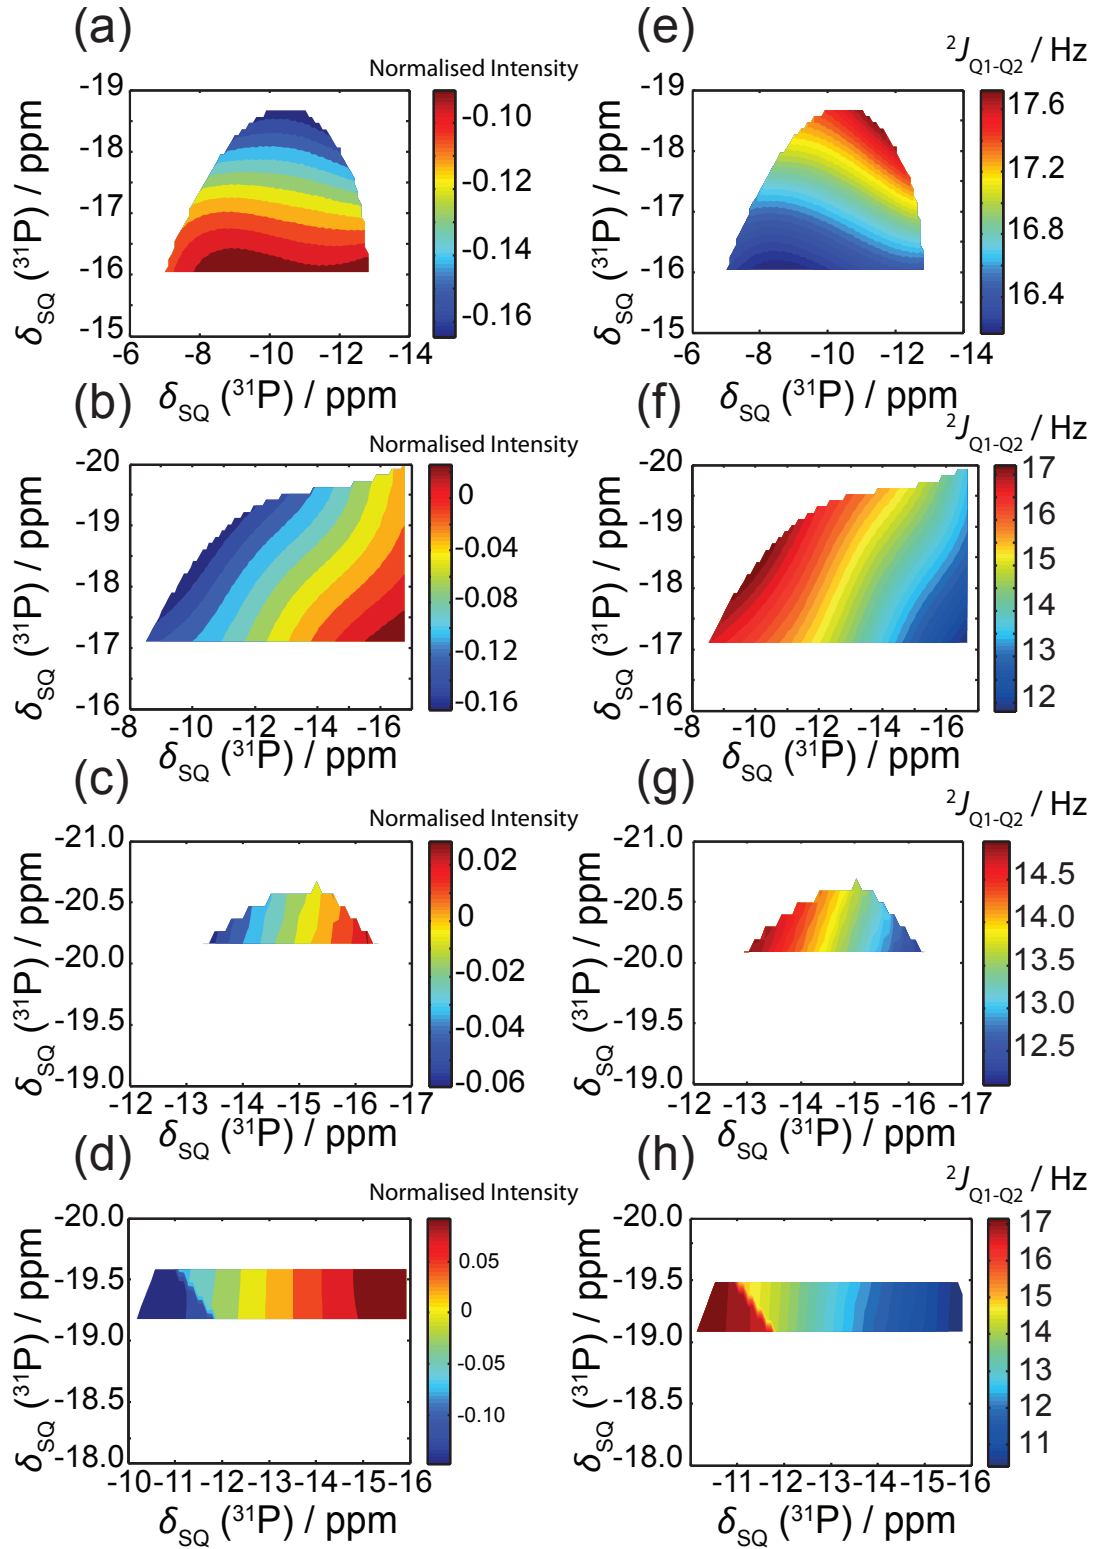 (a)
Normalised Intensity
-19
-18
-17
-16
-15
δSQ (31P) / ppm
-6 -8 -10 -12 -14
δSQ (31P) / ppm
-0.10
-0.12
-0.14
-0.16
(e)
2JQ1-Q2 / Hz
-19
-18
-17
-16
-15
δSQ (31P) / ppm
-6 -8 -10 -12 -14
δSQ (31P) / ppm
17.6
17.2
16.8
16.4
(b)
Normalised Intensity
-20
-19
-18
-17
-16
δSQ (31P) / ppm
-8 -10 -12 -14 -16
δSQ (31P) / ppm
0
-0.04
-0.08
-0.12
-0.16
(f)
2JQ1-Q2 / Hz
-20
-19
-18
-17
-16
δSQ (31P) / ppm
-8 -10 -12 -14 -16
δSQ (31P) / ppm
17
16
15
14
13
12
(c)
Normalised Intensity
-21.0
-20.5
-20.0
-19.5
-19.0
δSQ (31P) / ppm
-12 -13 -14 -15 -16 -17
δSQ (31P) / ppm
0.02
0
-0.02
-0.04
-0.06
(g)
2JQ1-Q2 / Hz
-21.0
-20.5
-20.0
-19.5
-19.0
δSQ (31P) / ppm
-12 -13 -14 -15 -16 -17
δSQ (31P) / ppm
14.5
14.0
13.5
13.0
12.5
(d)
Normalised Intensity
-20.0
-19.5
-19.0
-18.5
-18.0
δSQ (31P) / ppm
-10 -11 -12 -13 -14 -15 -16
δSQ (31P) / ppm
0.05
0
-0.05
-0.10
(h)
2JQ1-Q2 / Hz
-20.0
-19.5
-19.0
-18.5
-18.0
δSQ (31P) / ppm
-11 -12 -13 -14 -15 -16
δSQ (31P) / ppm
17
16
15
14
13
12
11